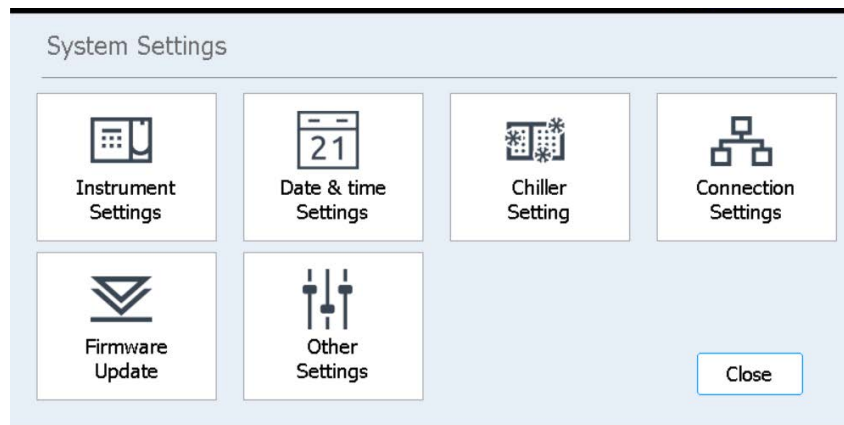 System Settings
21
Instrument
Settings
Date & time
Settings
Chiller
Setting
Connection
Settings
Firmware
Update
Other
Settings
Close